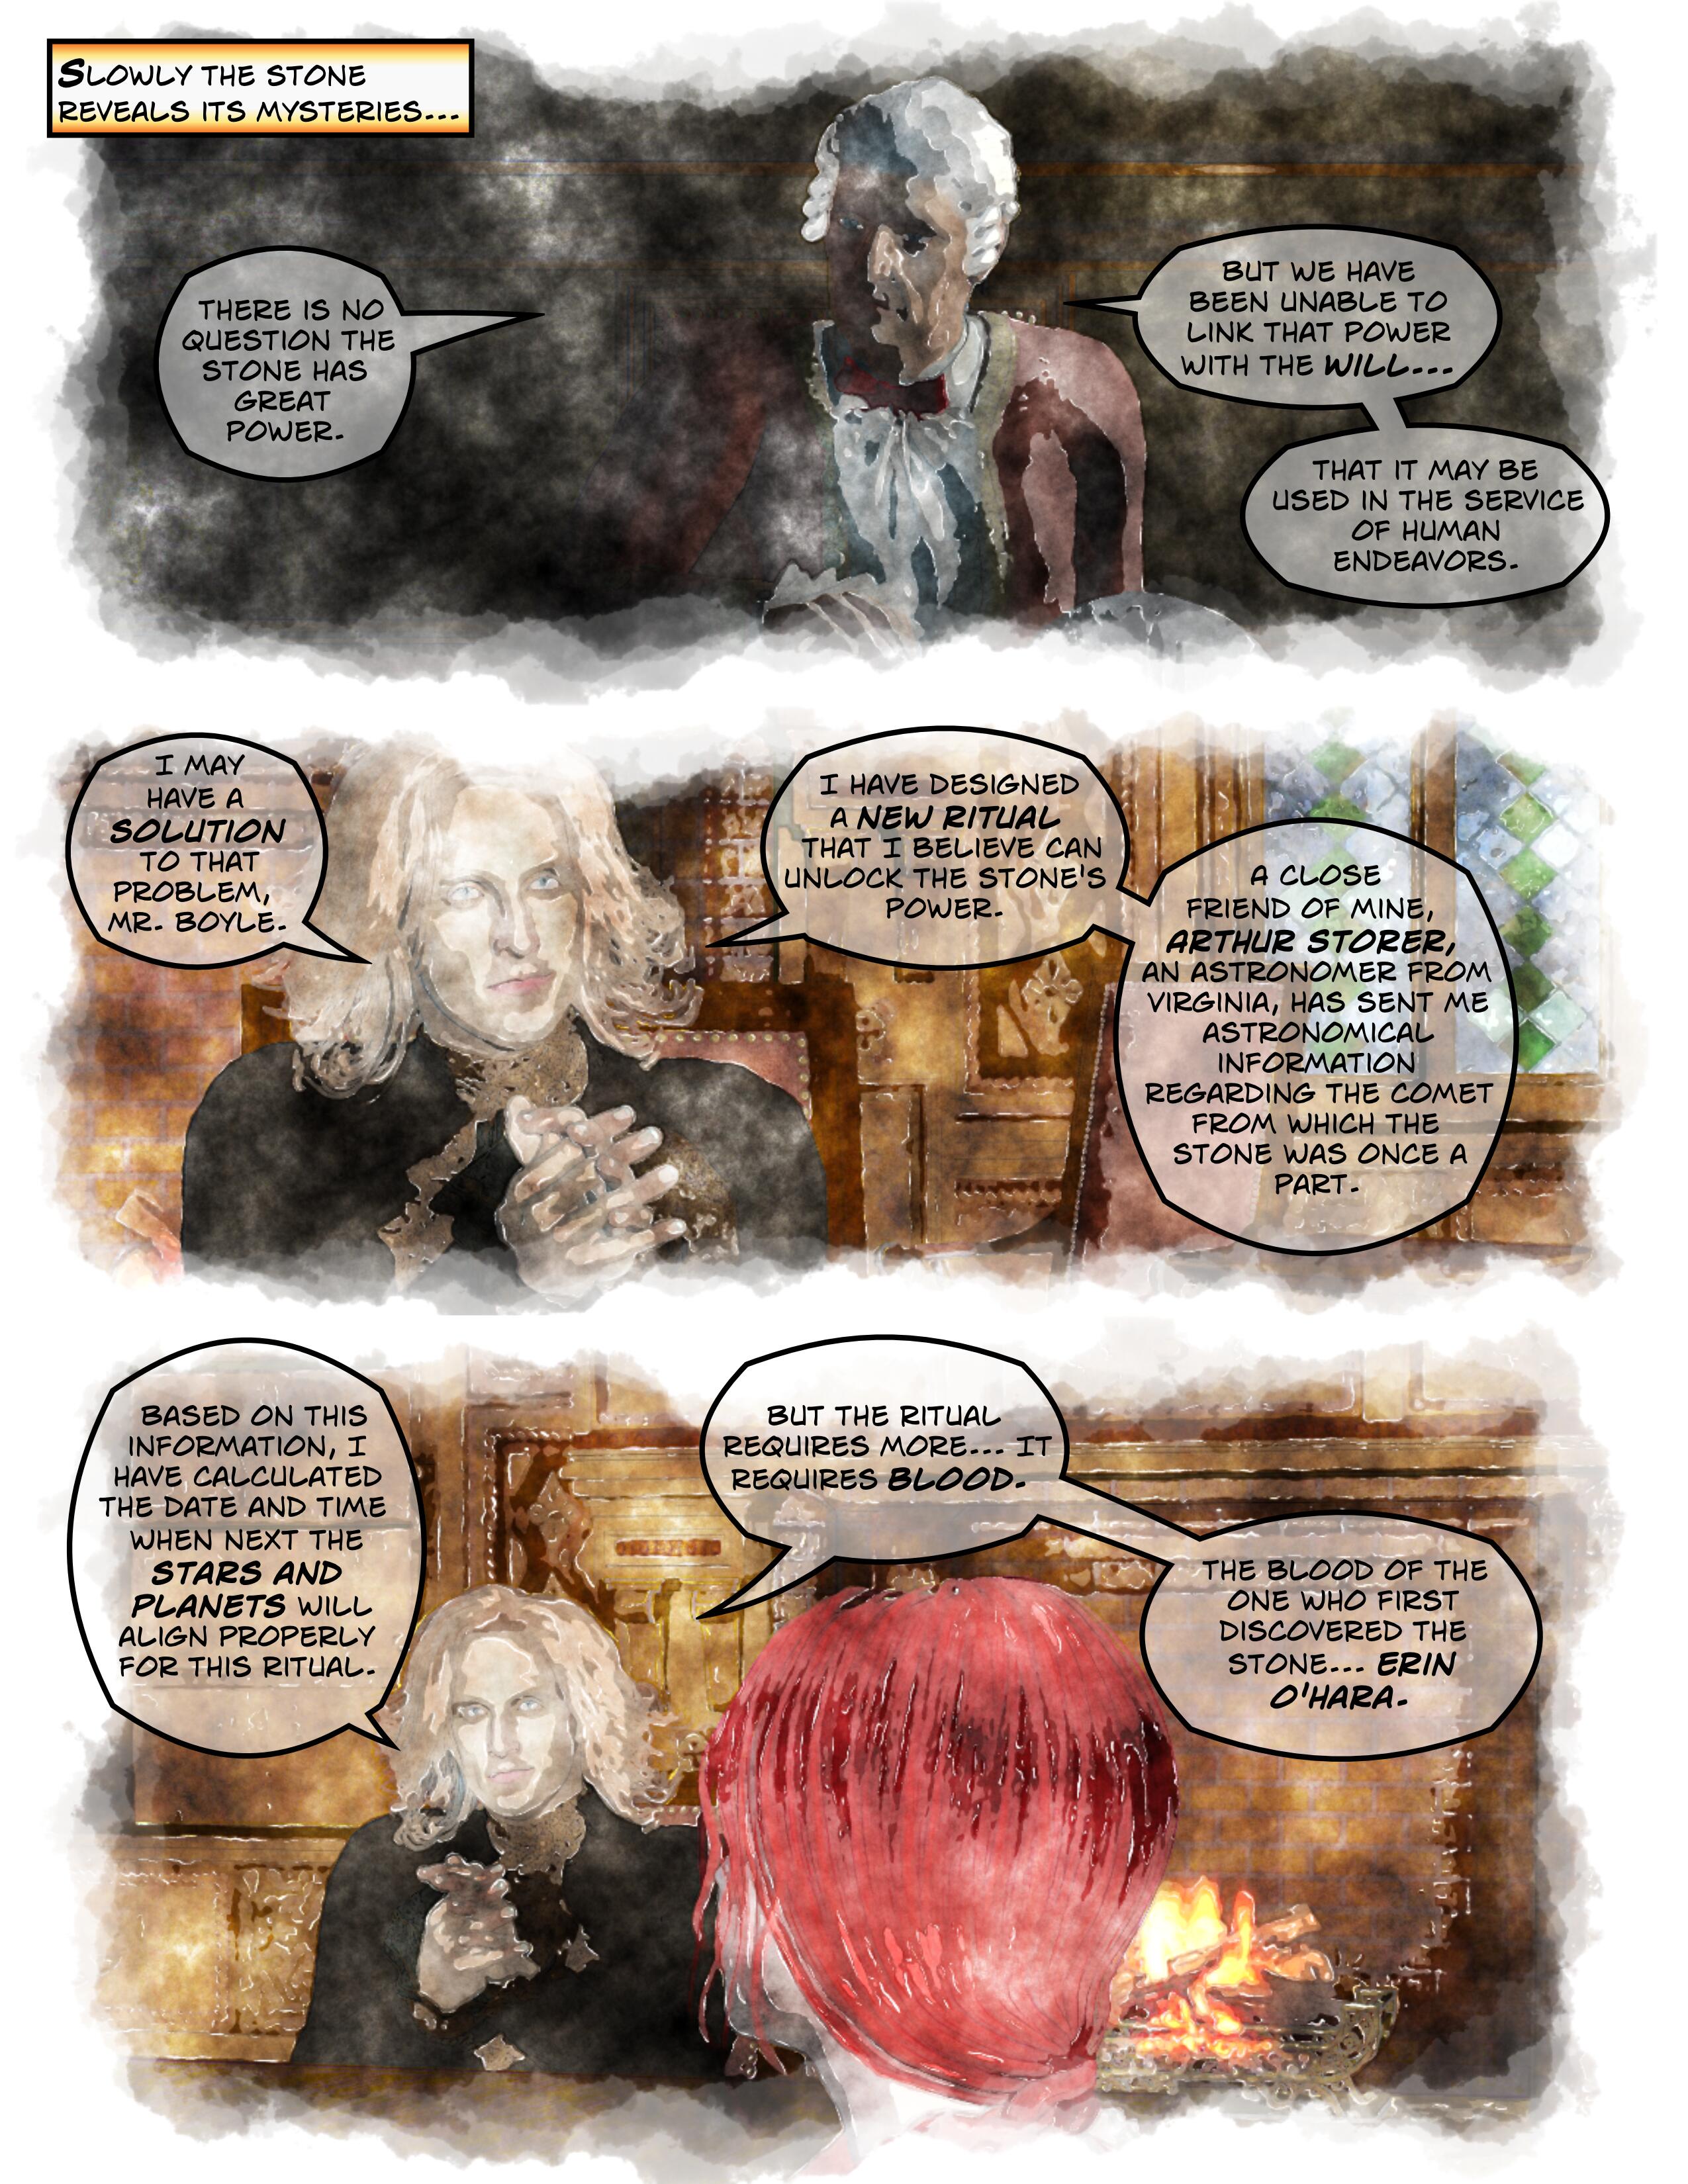 SLOWLY THE STONE
REVEALS ITS MYSTERIES...
THERE IS NO
QUESTION THE
STONE HAS
GREAT
POWER.
BUT WE HAVE
BEEN UNABLE TO
LINK THAT POWER
WITH THE WILL...
THAT IT MAY BE
USED IN THE SERVICE
OF HUMAN
ENDEAVORS.
I MAY
HAVE A
SOLUTION
TO THAT
PROBLEM,
MR. BOYLE.
I HAVE DESIGNED
A NEW RITUAL
THAT I BELIEVE CAN
UNLOCK THE STONE'S
POWER.
A CLOSE
FRIEND OF MINE,
ARTHUR STORER,
AN ASTRONOMER FROM
VIRGINIA, HAS SENT ME
ASTRONOMICAL
INFORMATION
REGARDING THE COMET
FROM WHICH THE
STONE WAS ONCE A
PART.
BASED ON THIS
INFORMATION, I
HAVE CALCULATED
THE DATE AND TIME
WHEN NEXT THE
STARS AND
PLANETS WILL
ALIGN PROPERLY
FOR THIS RITUAL.
BUT THE RITUAL
REQUIRES MORE... IT
REQUIRES BLOOD.
THE BLOOD OF THE
ONE WHO FIRST
DISCOVERED THE
STONE... ERIN
O'HARA.